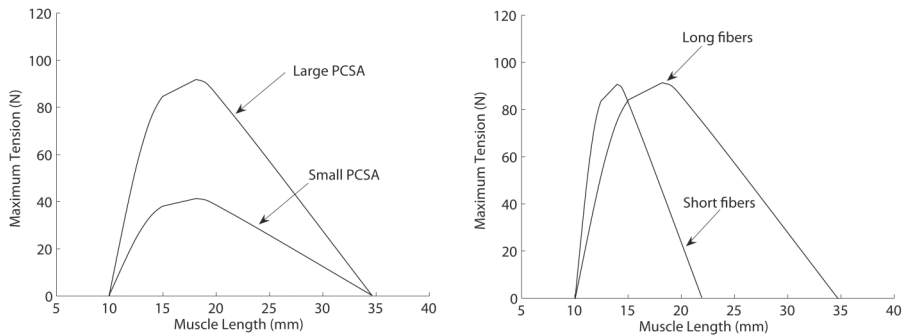 120
100
80
60
40
20
0
5 10 15 20 25 30 35 40
Maximum Tension (N)
Muscle Length (mm)
Large PCSA
Small PCSA
120
100
80
60
40
20
0
5 10 15 20 25 30 35 40
Maximum Tension (N)
Muscle Length (mm)
Long fibers
Short fibers